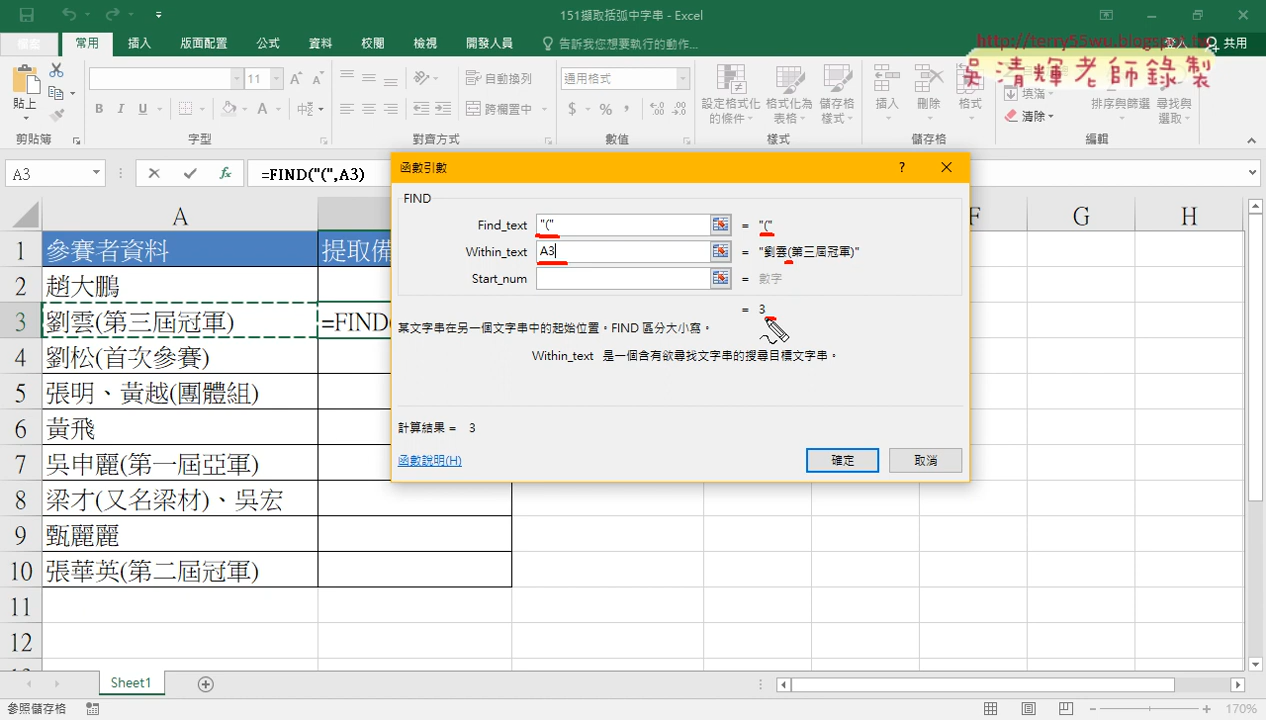 151擷取括弧中字串 - Excel
http://terry55wu.blogspot.tw
吳清輝老師錄製
檔案 常用 插入 版面配置 公式 資料 校閱 檢視 開發人員 告訴我您想要執行的動作... 登入 共用
貼上 11 自動換列 通用格式 設定格式化的條件 格式化為表格 儲存格樣式 插入 刪除 格式 填滿 清除 排序與篩選 尋找與選取
B I U A 中 跨欄置中 $ % ,
剪貼簿 字型 對齊方式 數值 樣式 儲存格 編輯
A3 fx =FIND("(",A3)
函數引數 ?
FIND
Find_text "(" = "("
Within_text A3 = "劉雲(第三屆冠軍)"
Start_num = 數字
= 3
某文字串在另一個文字串中的起始位置。FIND 區分大小寫。
Within_text 是一個含有欲尋找文字串的搜尋目標文字串。
計算結果 = 3
函數說明(H) 確定 取消
A F G H
1 參賽者資料 提取備
2 趙大鵬
3 劉雲(第三屆冠軍) =FIND(
4 劉松(首次參賽)
5 張明、黃越(團體組)
6 黃飛
7 吳申麗(第一屆亞軍)
8 梁才(又名梁材)、吳宏
9 甄麗麗
10 張華英(第二屆冠軍)
11
12
Sheet1
參照儲存格 170%